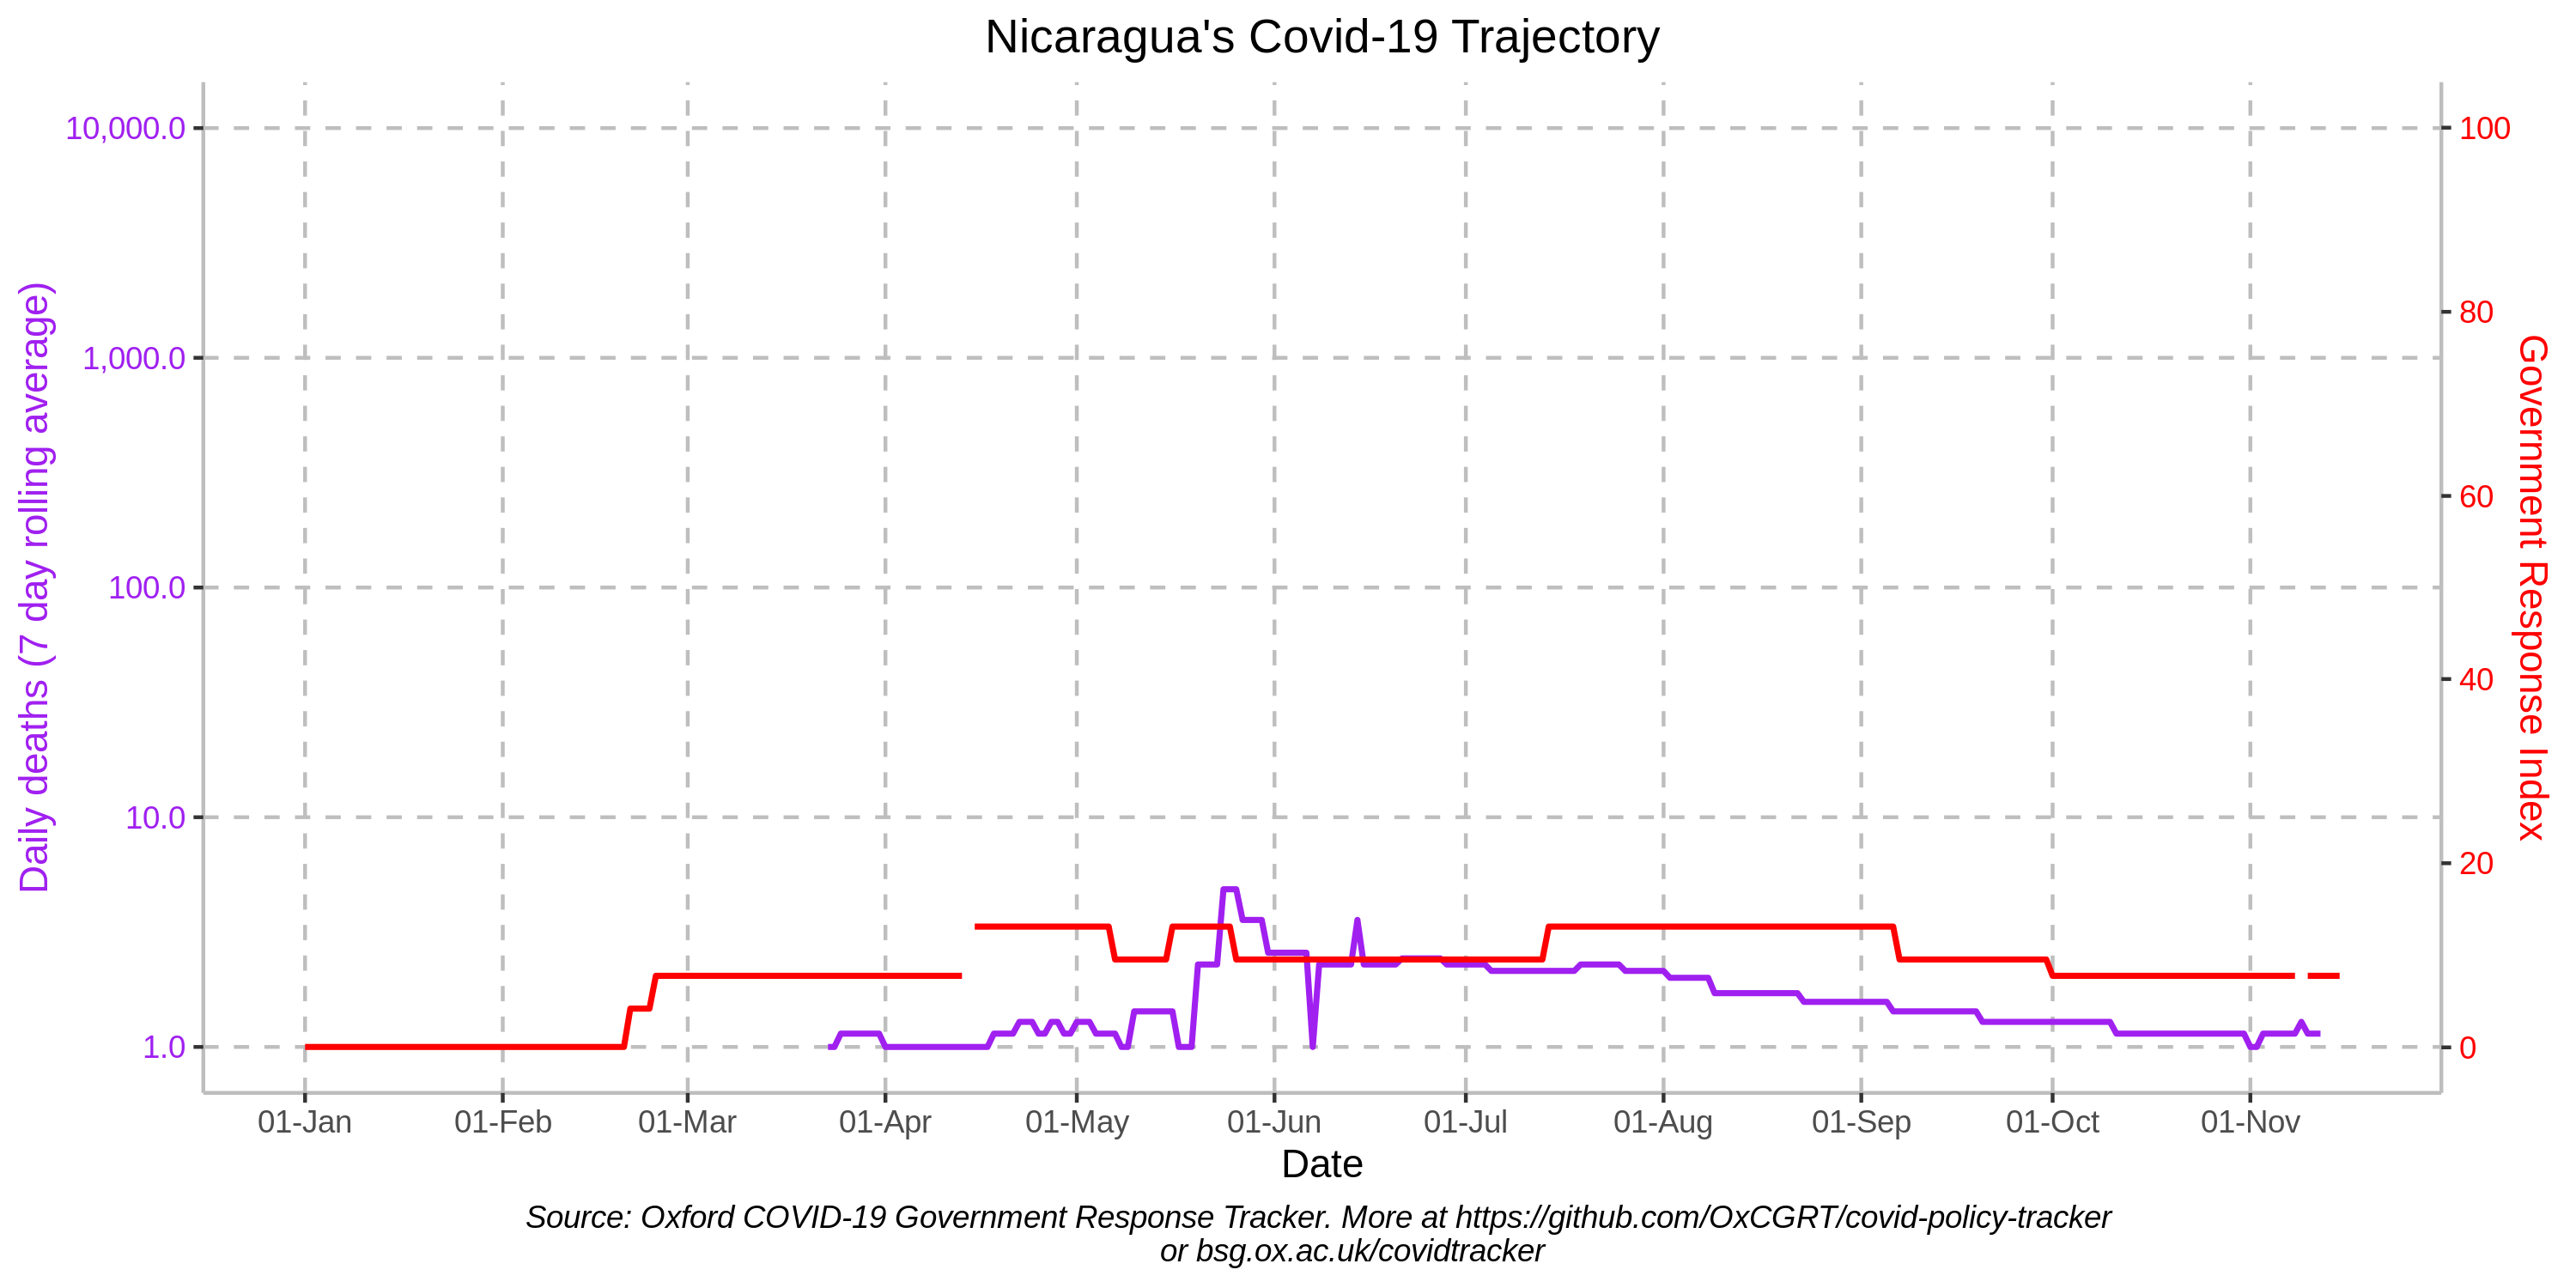 Nicaragua's Covid-19 Trajectory
Daily deaths (7 day rolling average)
10,000.0
1,000.0
100.0
10.0
1.0
100
80
60
40
20
0
Government Response Index
01-Jan 01-Feb 01-Mar 01-Apr 01-May 01-Jun 01-Jul 01-Aug 01-Sep 01-Oct 01-Nov
Date
Source: Oxford COVID-19 Government Response Tracker. More at https://github.com/OxCGRT/covid-policy-tracker
or bsg.ox.ac.uk/covidtracker